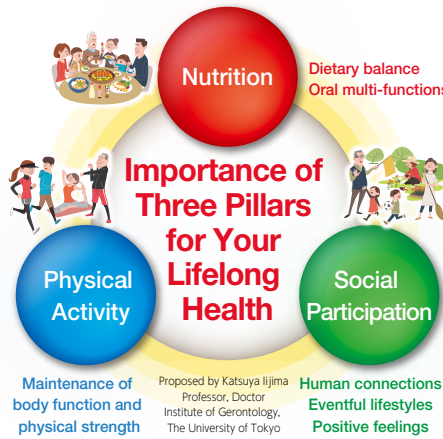 Nutrition
Dietary balance
Oral multi-functions
Importance of
Three Pillars
for Your
Lifelong
Health
Physical
Activity
Social
Participation
Maintenance of
body function and
physical strength
Proposed by Katsuya Iijima
Professor, Doctor
Institute of Gerontology,
The University of Tokyo
Human connections
Eventful lifestyles
Positive feelings